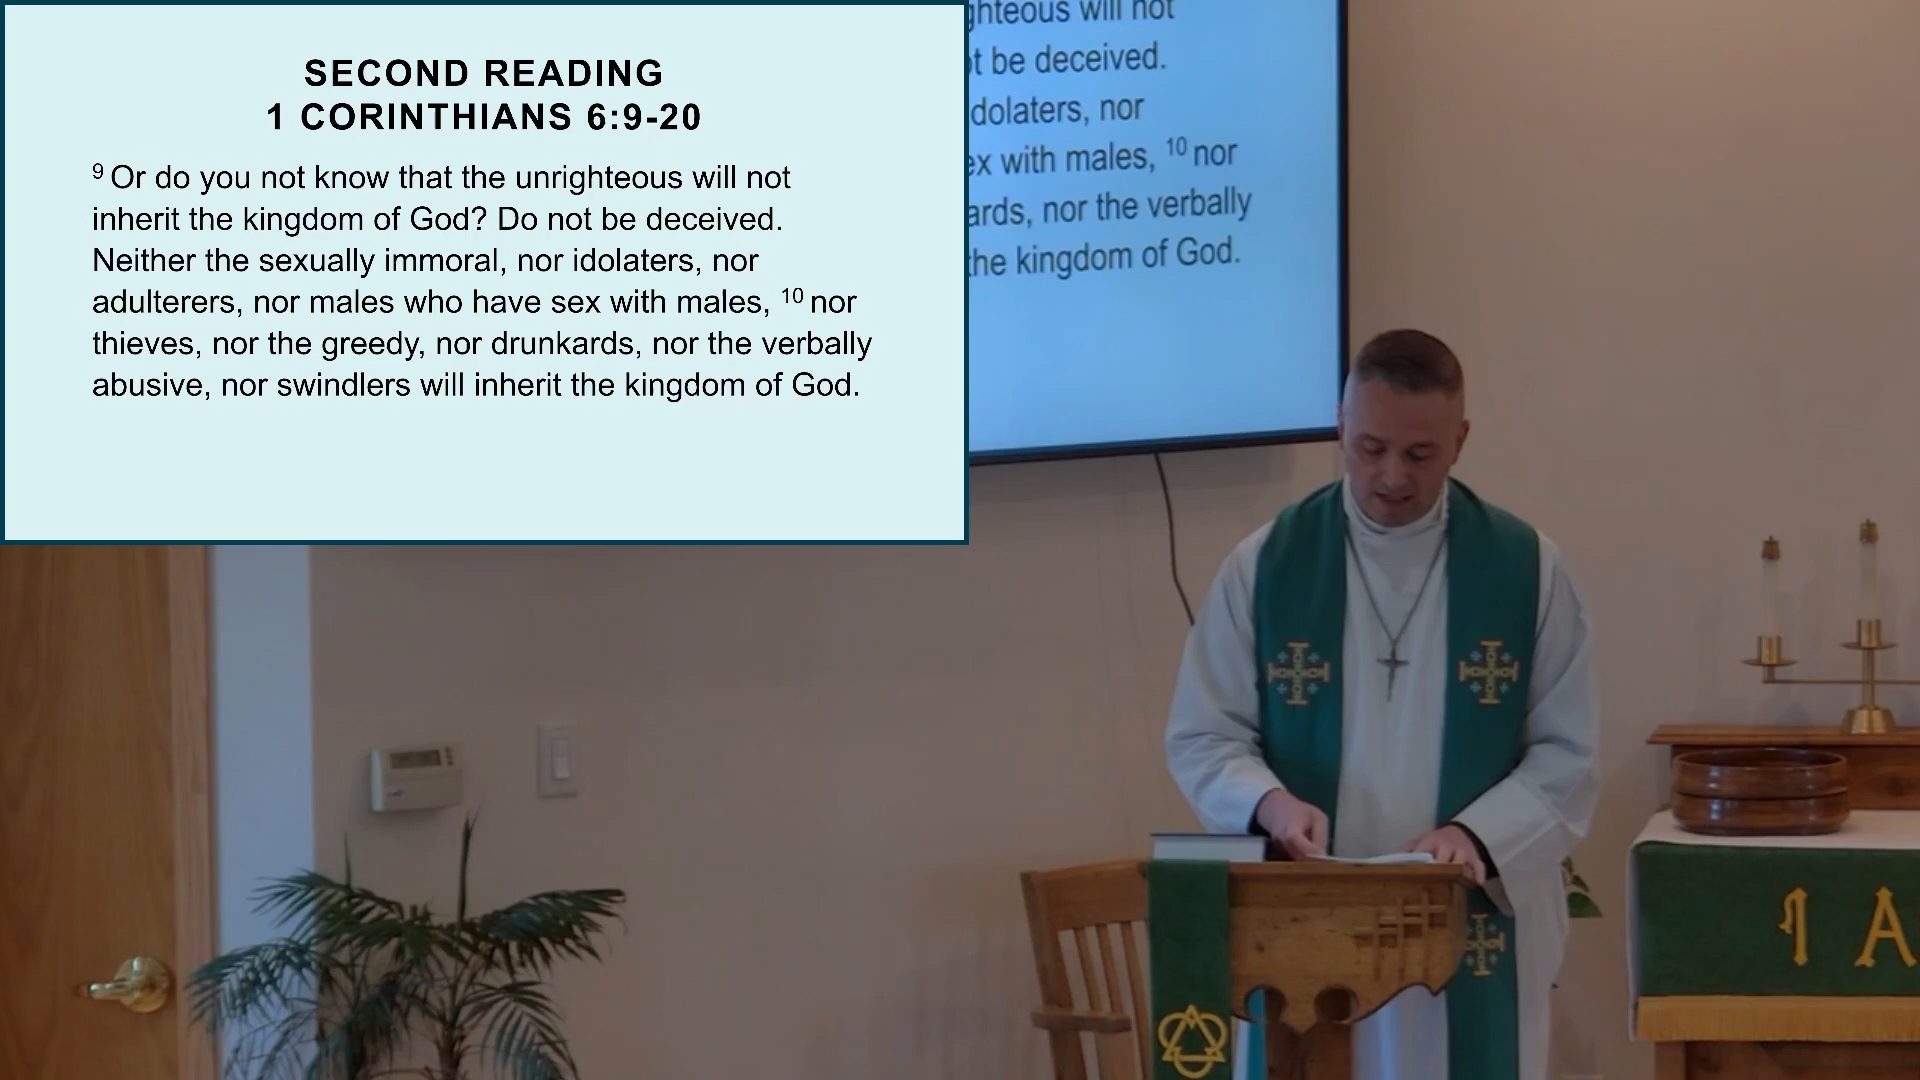 SECOND READING
1 CORINTHIANS 6:9-20
9 Or do you not know that the unrighteous will not
inherit the kingdom of God? Do not be deceived.
Neither the sexually immoral, nor idolaters, nor
adulterers, nor males who have sex with males, 10 nor
thieves, nor the greedy, nor drunkards, nor the verbally
abusive, nor swindlers will inherit the kingdom of God.
ghteous will not
ot be deceived.
dolaters, nor
ex with males, 10 nor
ards, nor the verbally
the kingdom of God.
I A